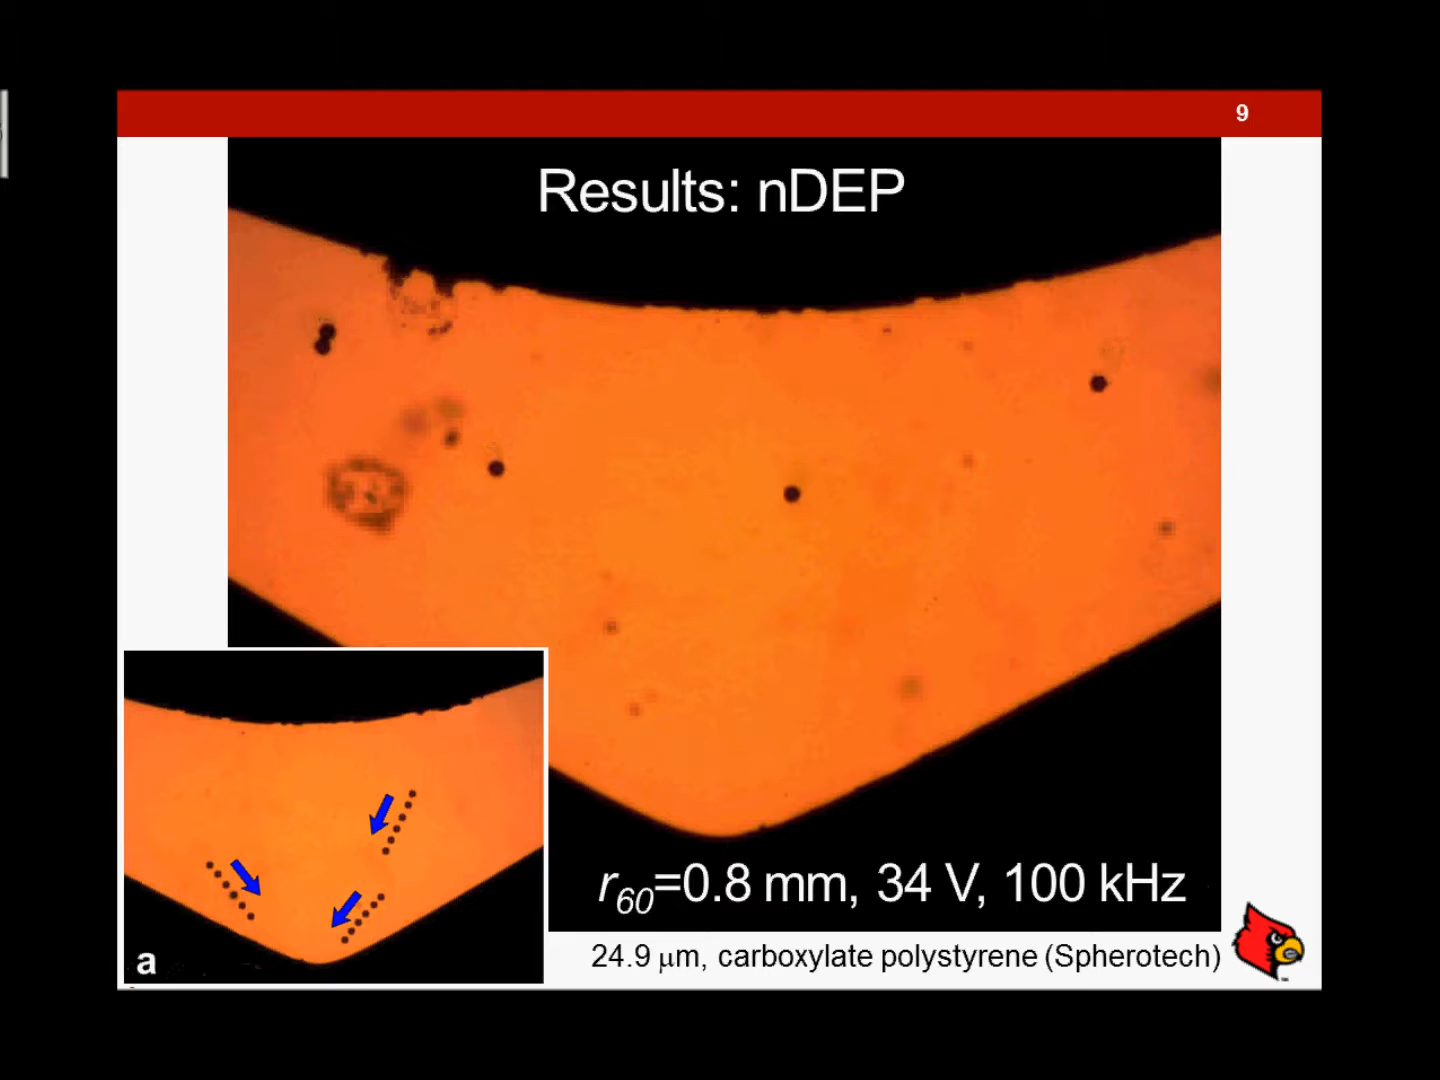 9
Results: nDEP
r60=0.8 mm, 34 V, 100 kHz
a
24.9 μm, carboxylate polystyrene (Spherotech)